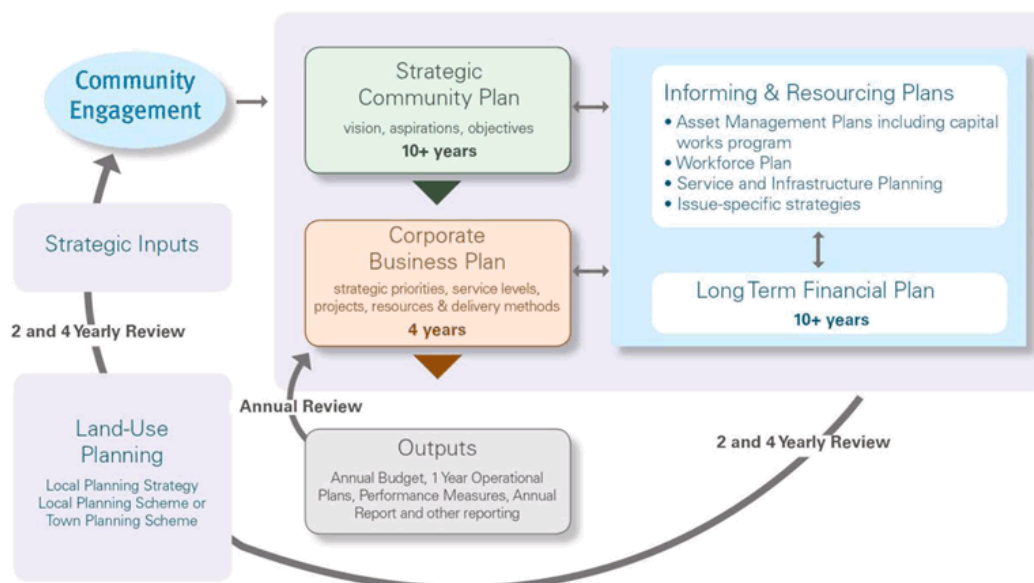 Community
Engagement
Strategic
Community Plan
vision, aspirations, objectives
10+ years
Informing & Resourcing Plans
• Asset Management Plans including capital
works program
• Workforce Plan
• Service and Infrastructure Planning
• Issue-specific strategies
Strategic Inputs
Corporate
Business Plan
strategic priorities, service levels,
projects, resources & delivery methods
4 years
Long Term Financial Plan
10+ years
2 and 4 Yearly Review
Annual Review
Land-Use
Planning
Local Planning Strategy
Local Planning Scheme or
Town Planning Scheme
Outputs
Annual Budget, 1 Year Operational
Plans, Performance Measures, Annual
Report and other reporting
2 and 4 Yearly Review